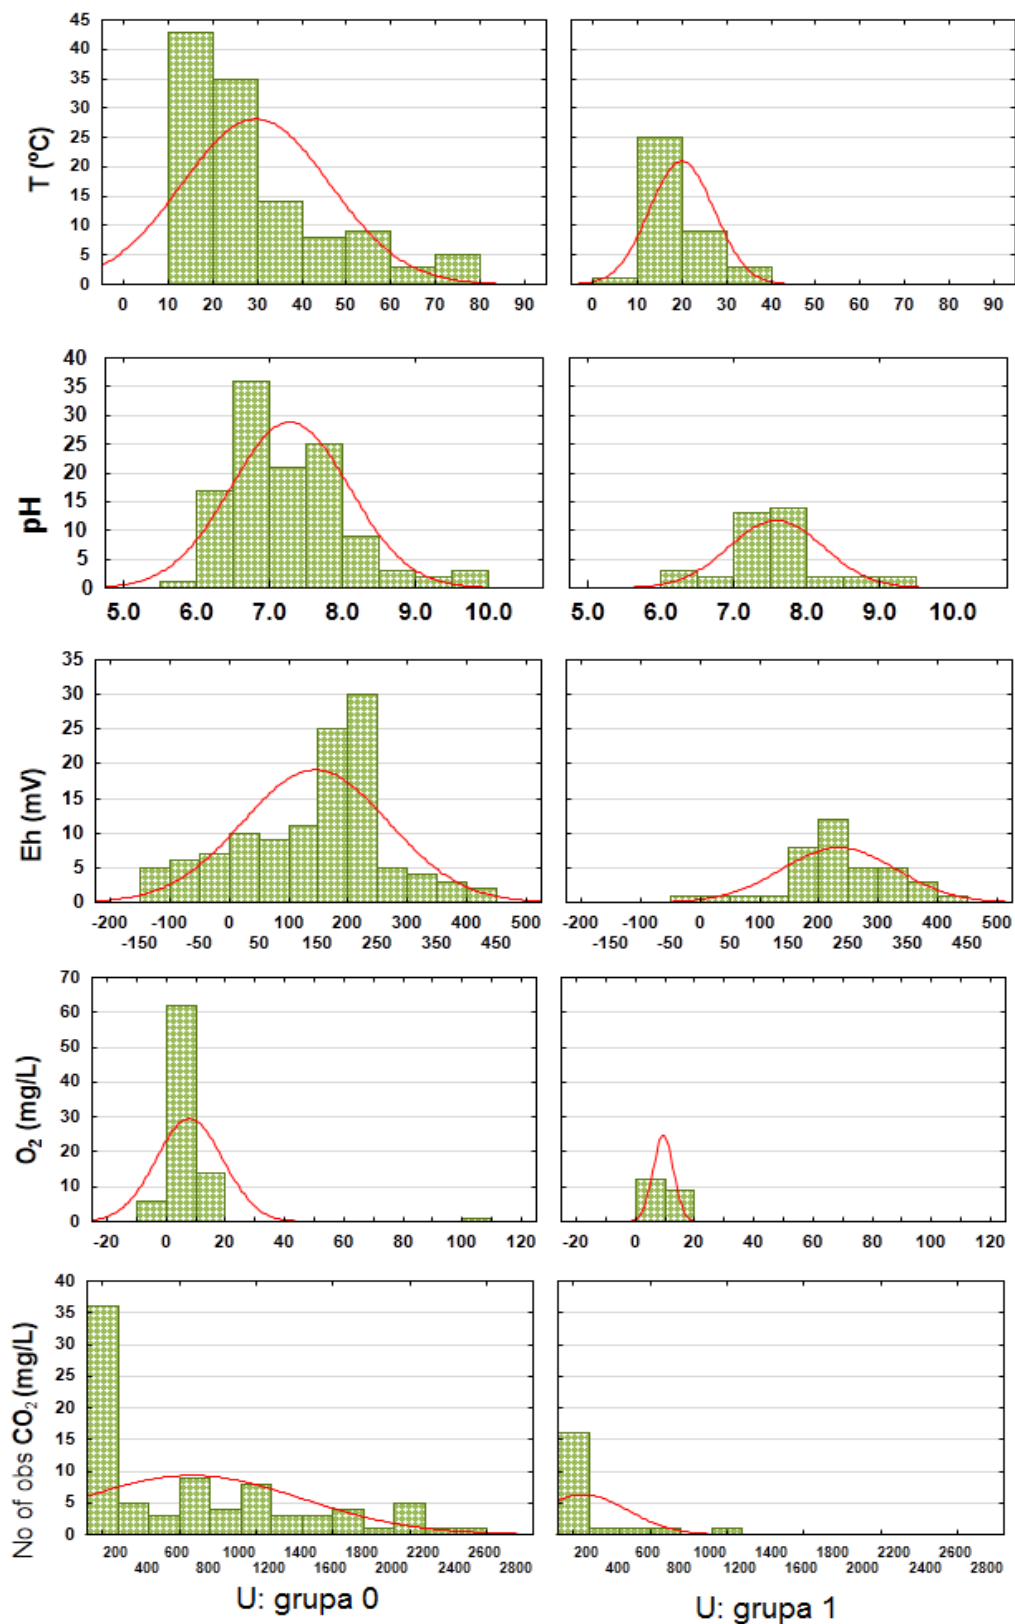 45
40
35
30
25
20
15
10
5
0
T (ºC)
0 10 20 30 40 50 60 70 80 90
0 10 20 30 40 50 60 70 80 90
40
35
30
25
20
15
10
5
0
pH
5.0 6.0 7.0 8.0 9.0 10.0
5.0 6.0 7.0 8.0 9.0 10.0
35
30
25
20
15
10
5
0
Eh (mV)
-200 -100 0 100 200 300 400 500
-150 -50 50 150 250 350 450
-200 -100 0 100 200 300 400 500
-150 -50 50 150 250 350 450
70
60
50
40
30
20
10
0
O₂ (mg/L)
-20 0 20 40 60 80 100 120
-20 0 20 40 60 80 100 120
40
35
30
25
20
15
10
5
0
No of obs CO₂ (mg/L)
200 600 1000 1400 1800 2200 2600
400 800 1200 1600 2000 2400 2800
200 600 1000 1400 1800 2200 2600
400 800 1200 1600 2000 2400 2800
U: grupa 0
U: grupa 1